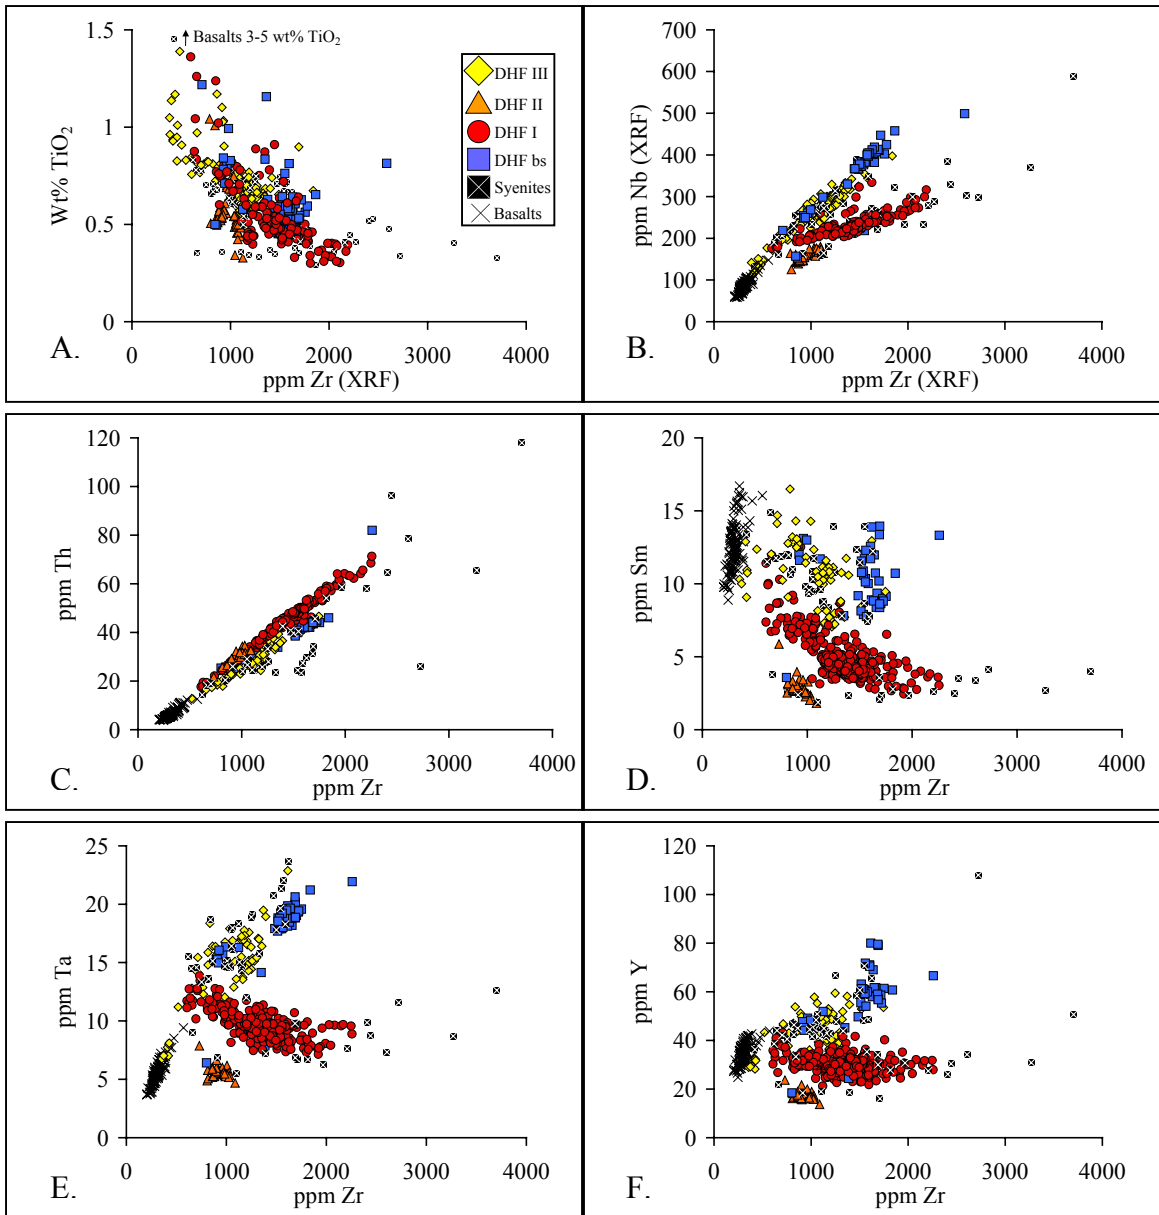 1.5
Basalts 3-5 wt% TiO2
1
0.5
0
Wt% TiO2
DHF III
DHF II
DHF I
DHF bs
Syenites
Basalts
0 1000 2000 3000 4000
ppm Zr (XRF)
A.
700
600
500
400
300
200
100
0
ppm Nb (XRF)
0 1000 2000 3000 4000
ppm Zr (XRF)
B.
120
100
80
60
40
20
0
ppm Th
0 1000 2000 3000 4000
ppm Zr
C.
20
15
10
5
0
ppm Sm
0 1000 2000 3000 4000
ppm Zr
D.
25
20
15
10
5
0
ppm Ta
0 1000 2000 3000 4000
ppm Zr
E.
120
100
80
60
40
20
0
ppm Y
0 1000 2000 3000 4000
ppm Zr
F.